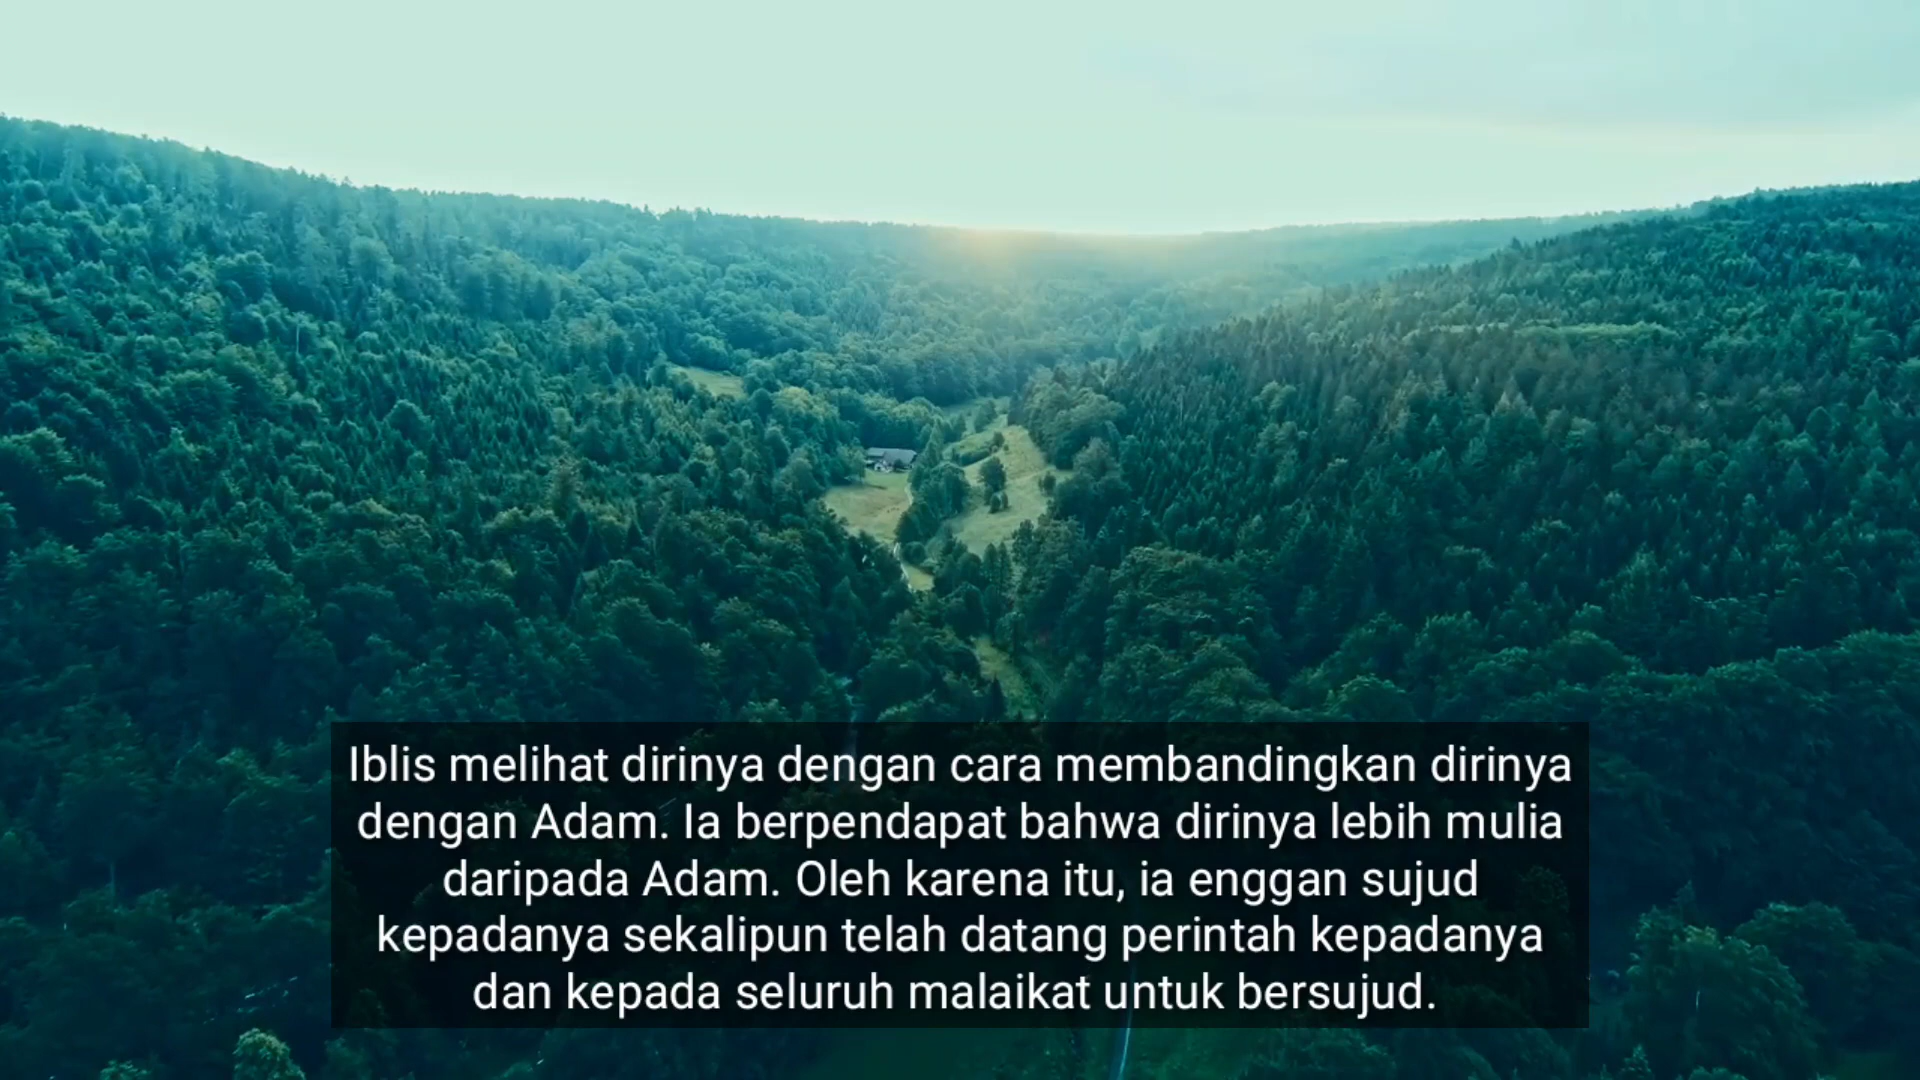 Iblis melihat dirinya dengan cara membandingkan dirinya
dengan Adam. Ia berpendapat bahwa dirinya lebih mulia
daripada Adam. Oleh karena itu, ia enggan sujud
kepadanya sekalipun telah datang perintah kepadanya
dan kepada seluruh malaikat untuk bersujud.